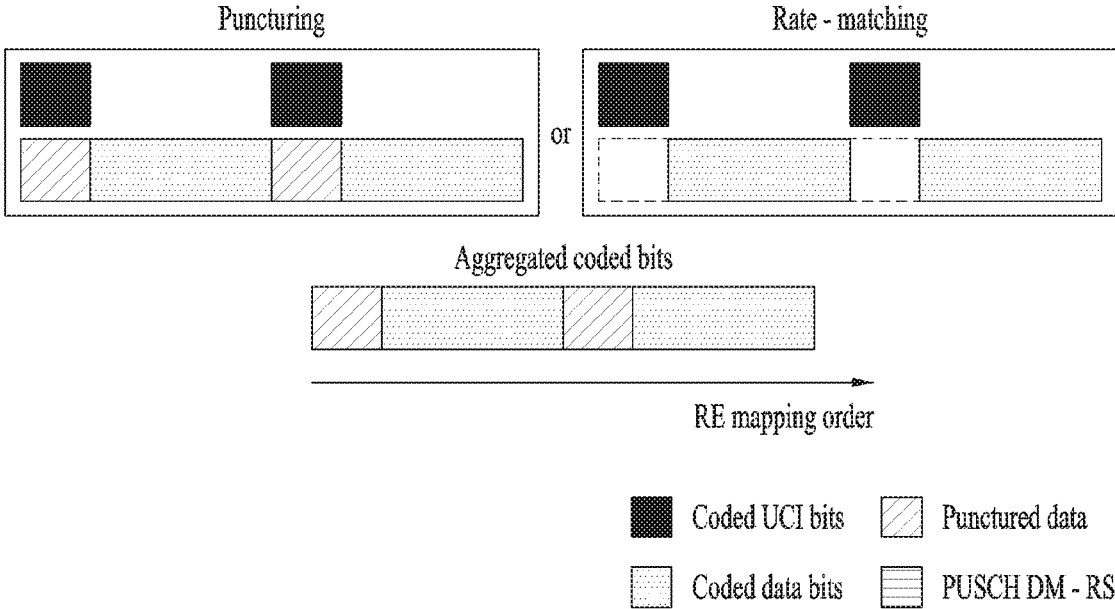 Puncturing
Rate - matching
or
Aggregated coded bits
RE mapping order
Coded UCI bits
Punctured data
Coded data bits
PUSCH DM - RS